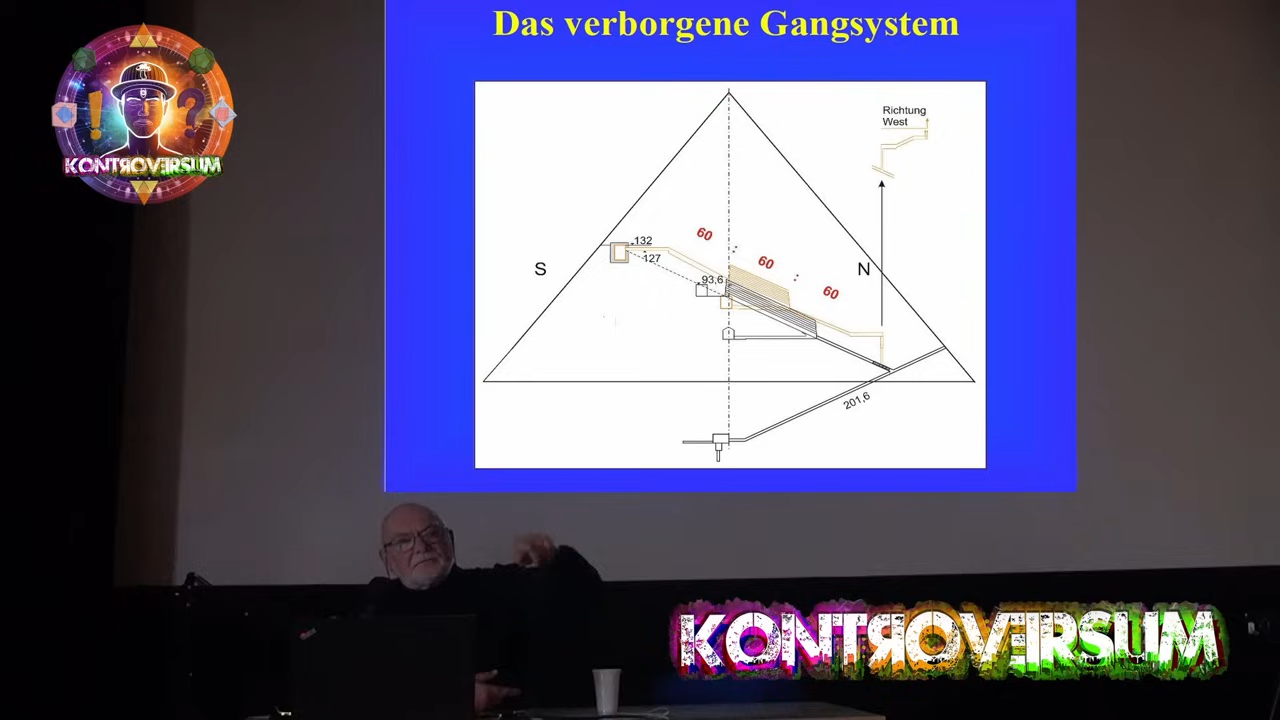 Das verborgene Gangsystem
Richtung
West
60
132
127
60
S
N
93,6
60
201,6
! ?
KONTROVERSUM
KONTROVERSUM